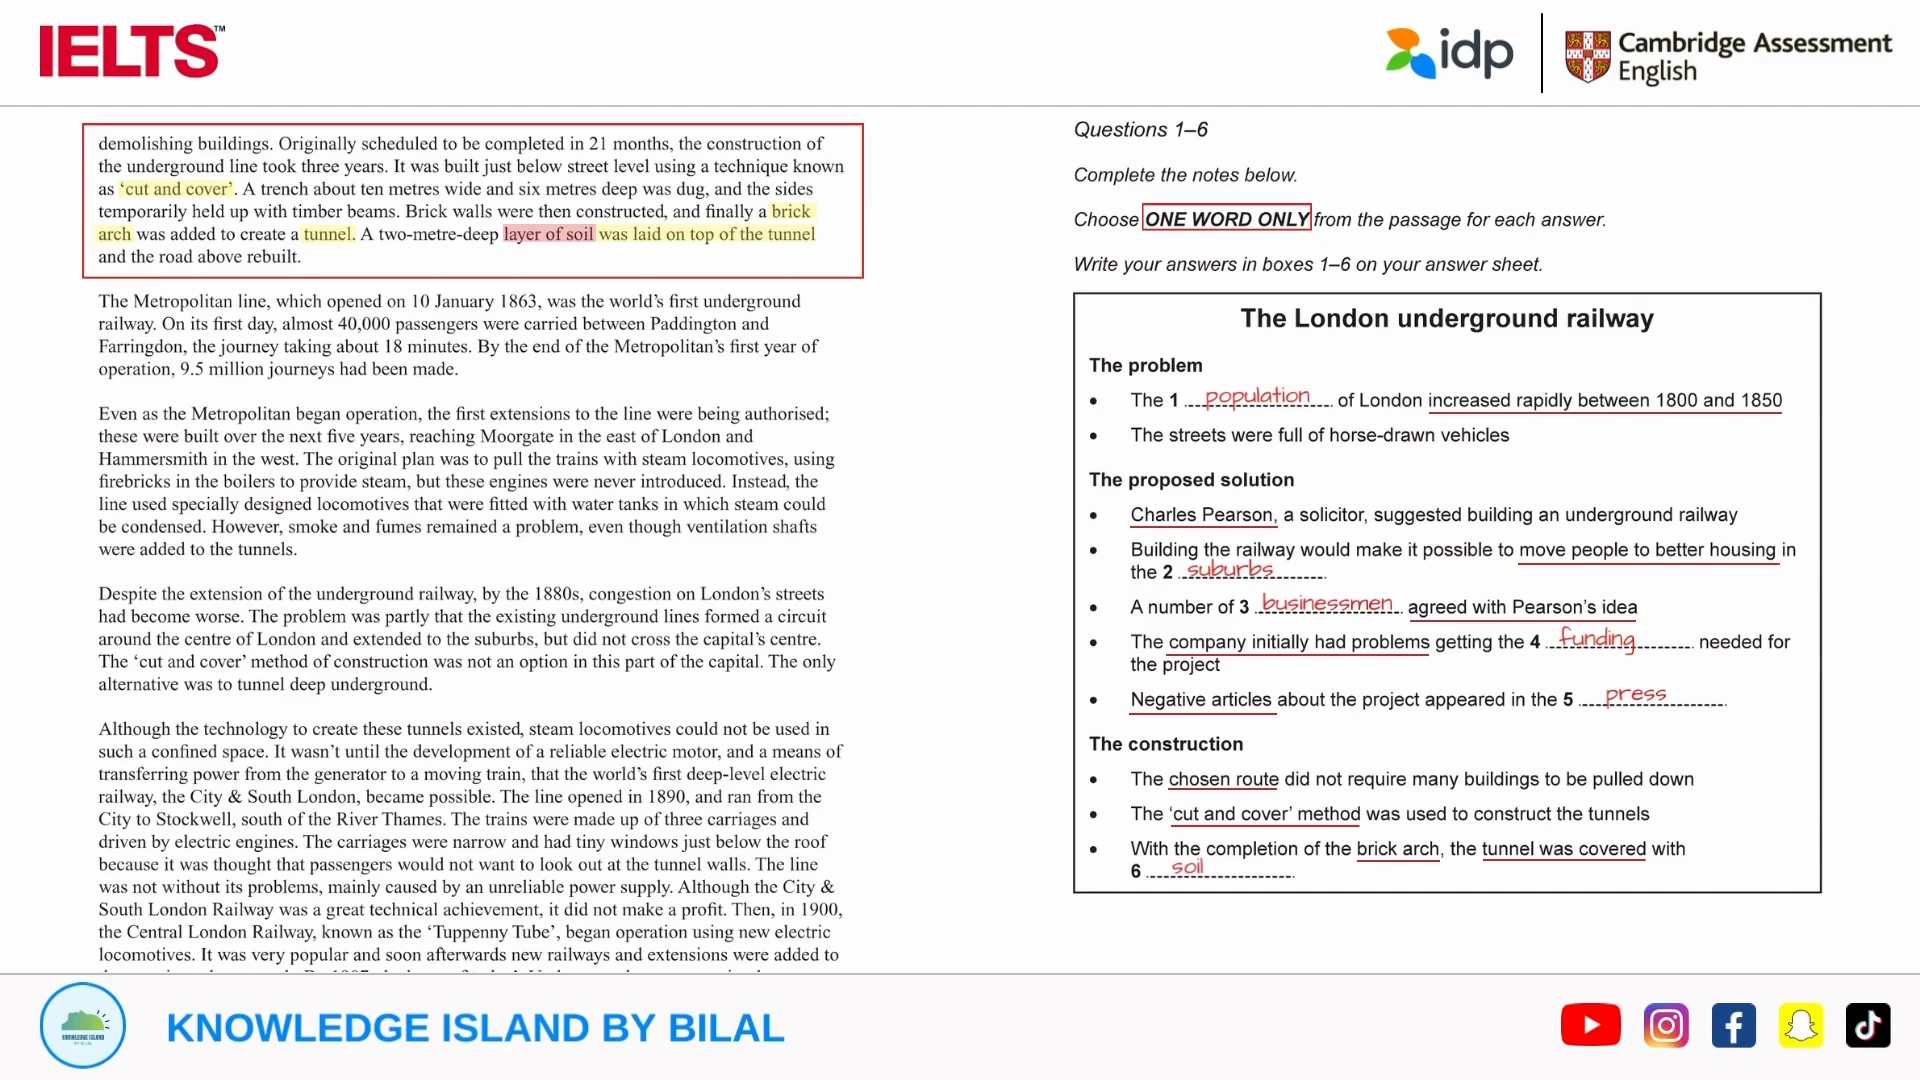 IELTS™
idp
Cambridge Assessment
English
demolishing buildings. Originally scheduled to be completed in 21 months, the construction of
the underground line took three years. It was built just below street level using a technique known
as ‘cut and cover’. A trench about ten metres wide and six metres deep was dug, and the sides
temporarily held up with timber beams. Brick walls were then constructed, and finally a brick
arch was added to create a tunnel. A two-metre-deep layer of soil was laid on top of the tunnel
and the road above rebuilt.
The Metropolitan line, which opened on 10 January 1863, was the world’s first underground
railway. On its first day, almost 40,000 passengers were carried between Paddington and
Farringdon, the journey taking about 18 minutes. By the end of the Metropolitan’s first year of
operation, 9.5 million journeys had been made.
Even as the Metropolitan began operation, the first extensions to the line were being authorised;
these were built over the next five years, reaching Moorgate in the east of London and
Hammersmith in the west. The original plan was to pull the trains with steam locomotives, using
firebricks in the boilers to provide steam, but these engines were never introduced. Instead, the
line used specially designed locomotives that were fitted with water tanks in which steam could
be condensed. However, smoke and fumes remained a problem, even though ventilation shafts
were added to the tunnels.
Despite the extension of the underground railway, by the 1880s, congestion on London’s streets
had become worse. The problem was partly that the existing underground lines formed a circuit
around the centre of London and extended to the suburbs, but did not cross the capital’s centre.
The ‘cut and cover’ method of construction was not an option in this part of the capital. The only
alternative was to tunnel deep underground.
Although the technology to create these tunnels existed, steam locomotives could not be used in
such a confined space. It wasn’t until the development of a reliable electric motor, and a means of
transferring power from the generator to a moving train, that the world’s first deep-level electric
railway, the City & South London, became possible. The line opened in 1890, and ran from the
City to Stockwell, south of the River Thames. The trains were made up of three carriages and
driven by electric engines. The carriages were narrow and had tiny windows just below the roof
because it was thought that passengers would not want to look out at the tunnel walls. The line
was not without its problems, mainly caused by an unreliable power supply. Although the City &
South London Railway was a great technical achievement, it did not make a profit. Then, in 1900,
the Central London Railway, known as the ‘Tuppenny Tube’, began operation using new electric
locomotives. It was very popular and soon afterwards new railways and extensions were added to
Questions 1–6
Complete the notes below.
Choose ONE WORD ONLY from the passage for each answer.
Write your answers in boxes 1–6 on your answer sheet.
The London underground railway
The problem
• The 1 population of London increased rapidly between 1800 and 1850
• The streets were full of horse-drawn vehicles
The proposed solution
• Charles Pearson, a solicitor, suggested building an underground railway
• Building the railway would make it possible to move people to better housing in
the 2 suburbs
• A number of 3 businessmen agreed with Pearson’s idea
• The company initially had problems getting the 4 funding needed for
the project
• Negative articles about the project appeared in the 5 press
The construction
• The chosen route did not require many buildings to be pulled down
• The ‘cut and cover’ method was used to construct the tunnels
• With the completion of the brick arch, the tunnel was covered with
6 soil
KNOWLEDGE ISLAND
KNOWLEDGE ISLAND BY BILAL